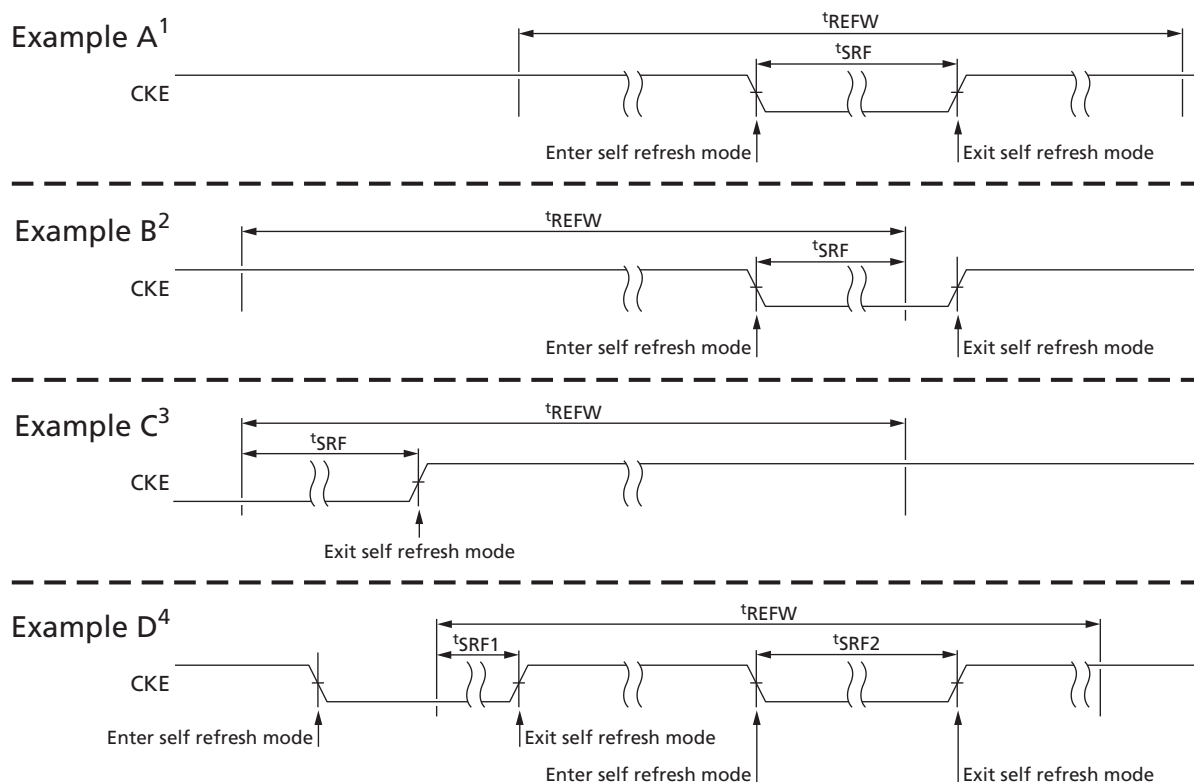 Example A1
tREFW
tSRF
CKE
Enter self refresh mode Exit self refresh mode
Example B2
tREFW
tSRF
CKE
Enter self refresh mode Exit self refresh mode
Example C3
tREFW
tSRF
CKE
Exit self refresh mode
Example D4
tREFW
tSRF1 tSRF2
CKE
Enter self refresh mode Exit self refresh mode
Enter self refresh mode Exit self refresh mode